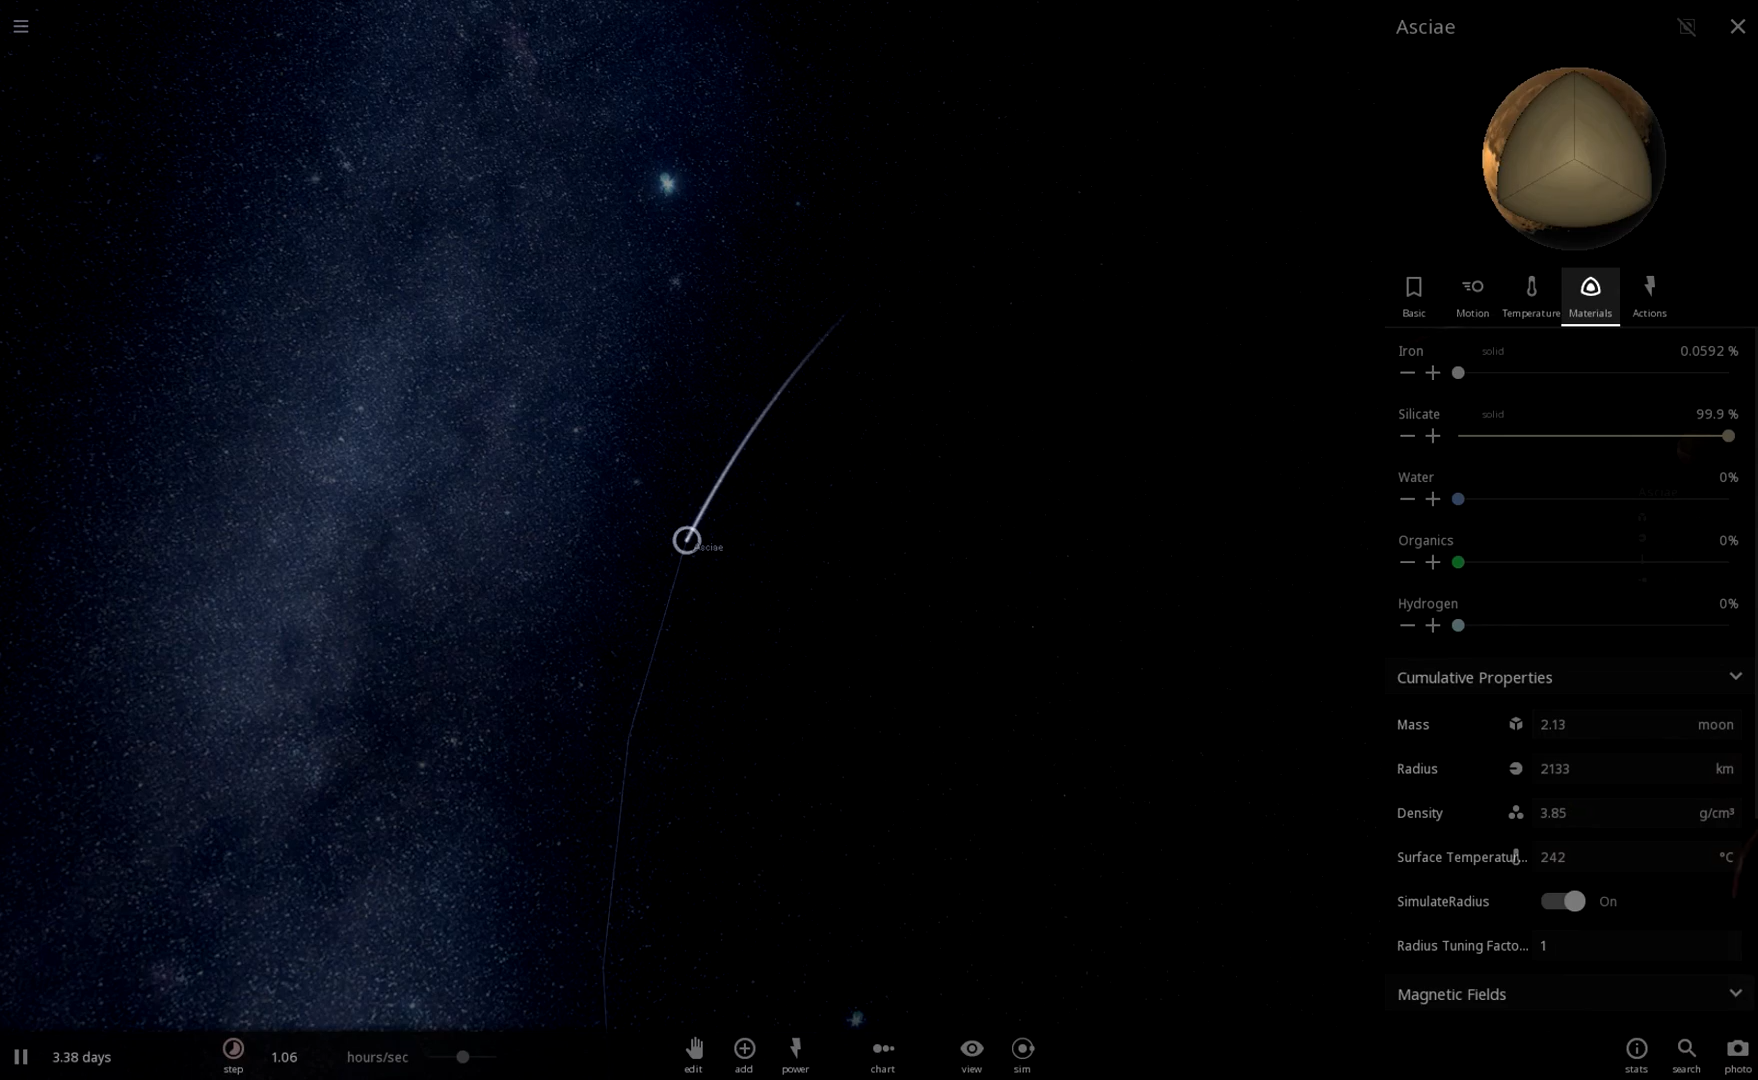 Asciae
Basic
Motion
Temperature
Materials
Actions
Iron solid 0.0592 %
Silicate solid 99.9 %
Water 0%
Organics 0%
Hydrogen 0%
Cumulative Properties
Mass 2.13 moon
Radius 2133 km
Density 3.85 g/cm³
Surface Temperatur... 242 °C
SimulateRadius On
Radius Tuning Facto... 1
Magnetic Fields
Asciae
Asciae
3.38 days
step
1.06 hours/sec
edit
add
power
chart
view
sim
stats
search
photo